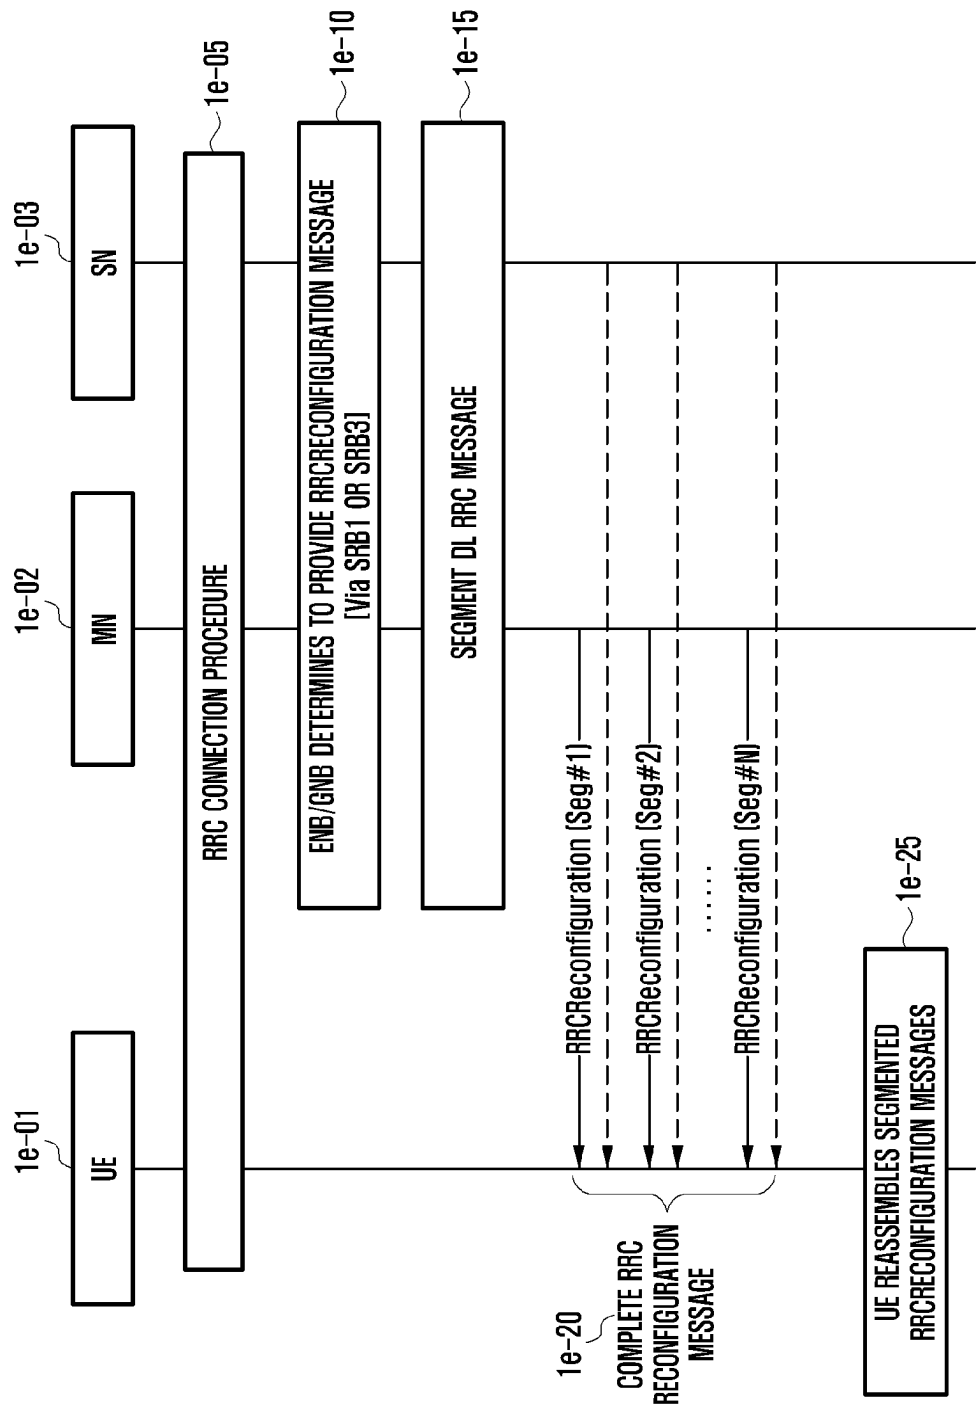 1e-01
1e-02
1e-03
UE
MN
SN
RRC CONNECTION PROCEDURE
1e-05
ENB/GNB DETERMINES TO PROVIDE RRCRECONFIGURATION MESSAGE
[Via SRB1 OR SRB3]
1e-10
SEGMENT DL RRC MESSAGE
1e-15
1e-20
COMPLETE RRC
RECONFIGURATION
MESSAGE
RRCReconfiguration (Seg#1)
RRCReconfiguration (Seg#2)
......
RRCReconfiguration (Seg#N)
UE REASSEMBLES SEGMENTED
RRCRECONFIGURATION MESSAGES
1e-25